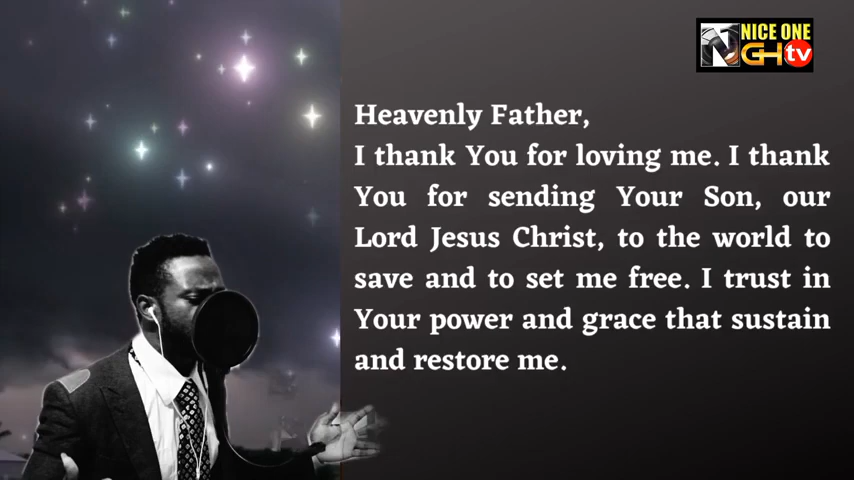 NICE ONE
GH tv
Heavenly Father,
I thank You for loving me. I thank
You for sending Your Son, our
Lord Jesus Christ, to the world to
save and to set me free. I trust in
Your power and grace that sustain
and restore me.